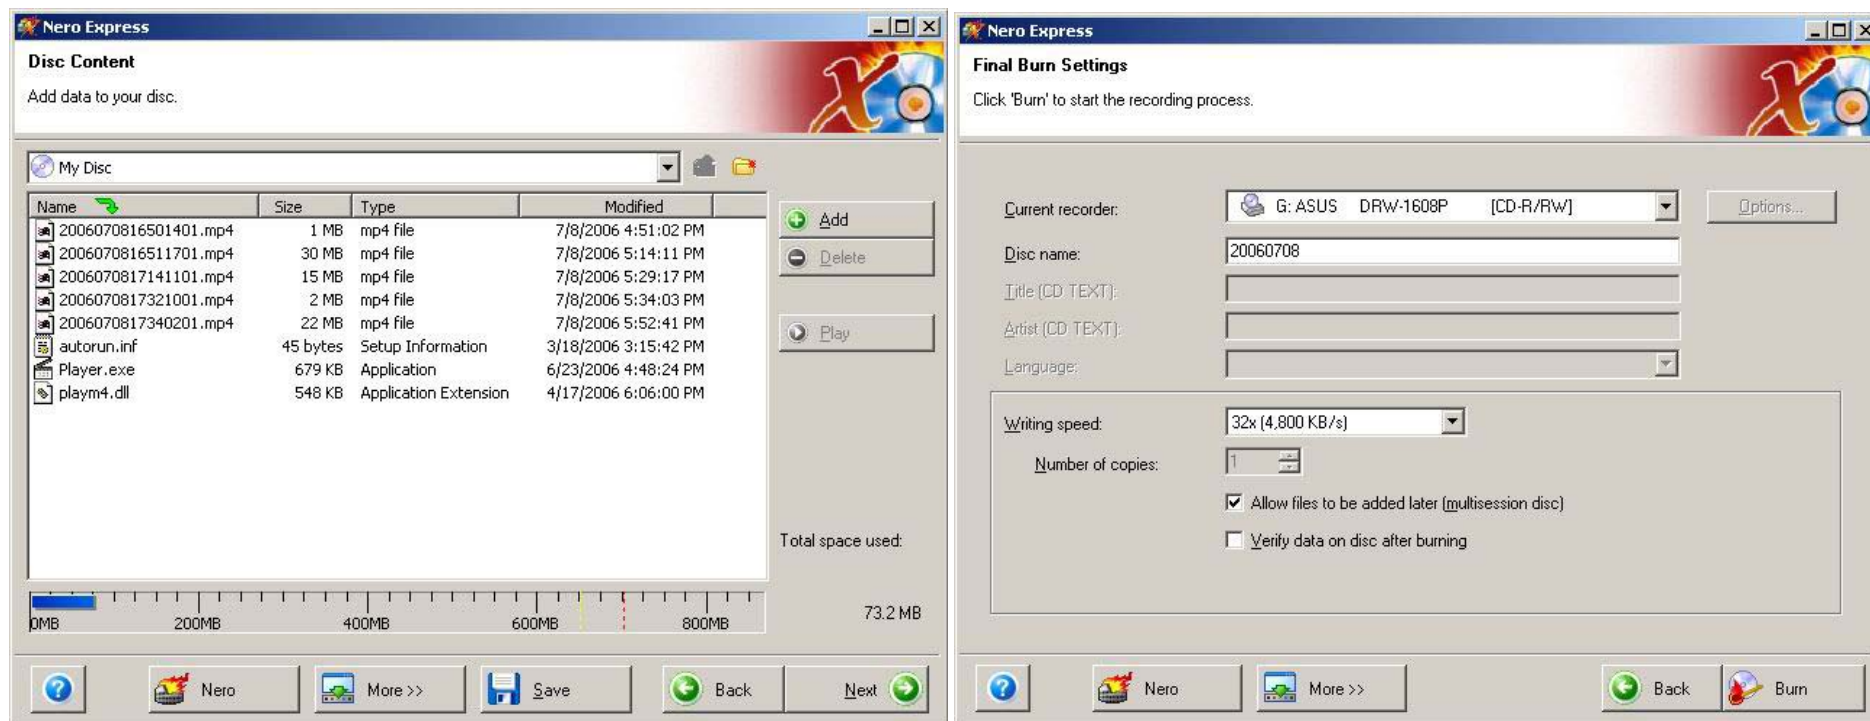 Nero Express
Disc Content
Add data to your disc.
My Disc
Name Size Type Modified
2006070816501401.mp4 1 MB mp4 file 7/8/2006 4:51:02 PM
2006070816511701.mp4 30 MB mp4 file 7/8/2006 5:14:11 PM
2006070817141101.mp4 15 MB mp4 file 7/8/2006 5:29:17 PM
2006070817321001.mp4 2 MB mp4 file 7/8/2006 5:34:03 PM
2006070817340201.mp4 22 MB mp4 file 7/8/2006 5:52:41 PM
autorun.inf 45 bytes Setup Information 3/18/2006 3:15:42 PM
Player.exe 679 KB Application 6/23/2006 4:48:24 PM
playm4.dll 548 KB Application Extension 4/17/2006 6:06:00 PM
Add
Delete
Play
Total space used:
73.2 MB
0MB 200MB 400MB 600MB 800MB
Nero More >> Save Back Next
Nero Express
Final Burn Settings
Click 'Burn' to start the recording process.
Current recorder: G: ASUS DRW-1608P [CD-R/RW] Options...
Disc name: 20060708
Title (CD TEXT):
Artist (CD TEXT):
Language:
Writing speed: 32x (4,800 KB/s)
Number of copies: 1
Allow files to be added later (multisession disc)
Verify data on disc after burning
Nero More >> Back Burn